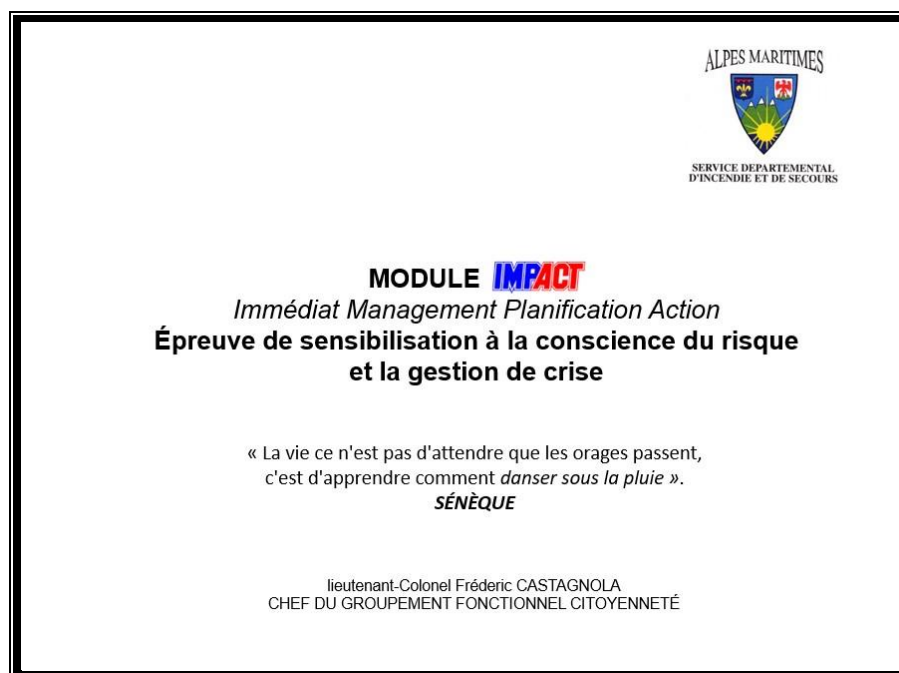 ALPES MARITIMES
SERVICE DEPARTEMENTAL
D'INCENDIE ET DE SECOURS
MODULE IMPACT
Immédiat Management Planification Action
Épreuve de sensibilisation à la conscience du risque
et la gestion de crise
« La vie ce n'est pas d'attendre que les orages passent,
c'est d'apprendre comment danser sous la pluie ».
SÉNÈQUE
lieutenant-Colonel Fréderic CASTAGNOLA
CHEF DU GROUPEMENT FONCTIONNEL CITOYENNETÉ